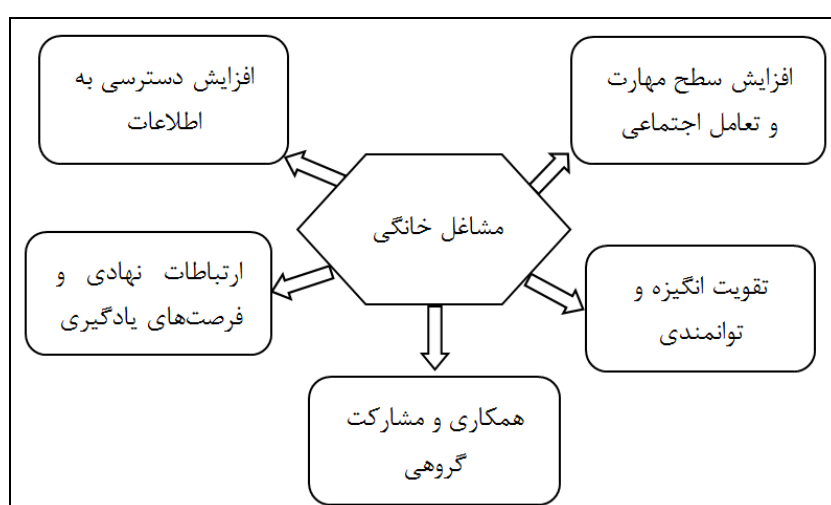 افزایش سطح مهارت
و تعامل اجتماعی
افزایش دسترسی به
اطلاعات
مشاغل خانگی
تقویت انگیزه و
توانمندی
ارتباطات نهادی و
فرصت‌های یادگیری
همکاری و مشارکت
گروهی